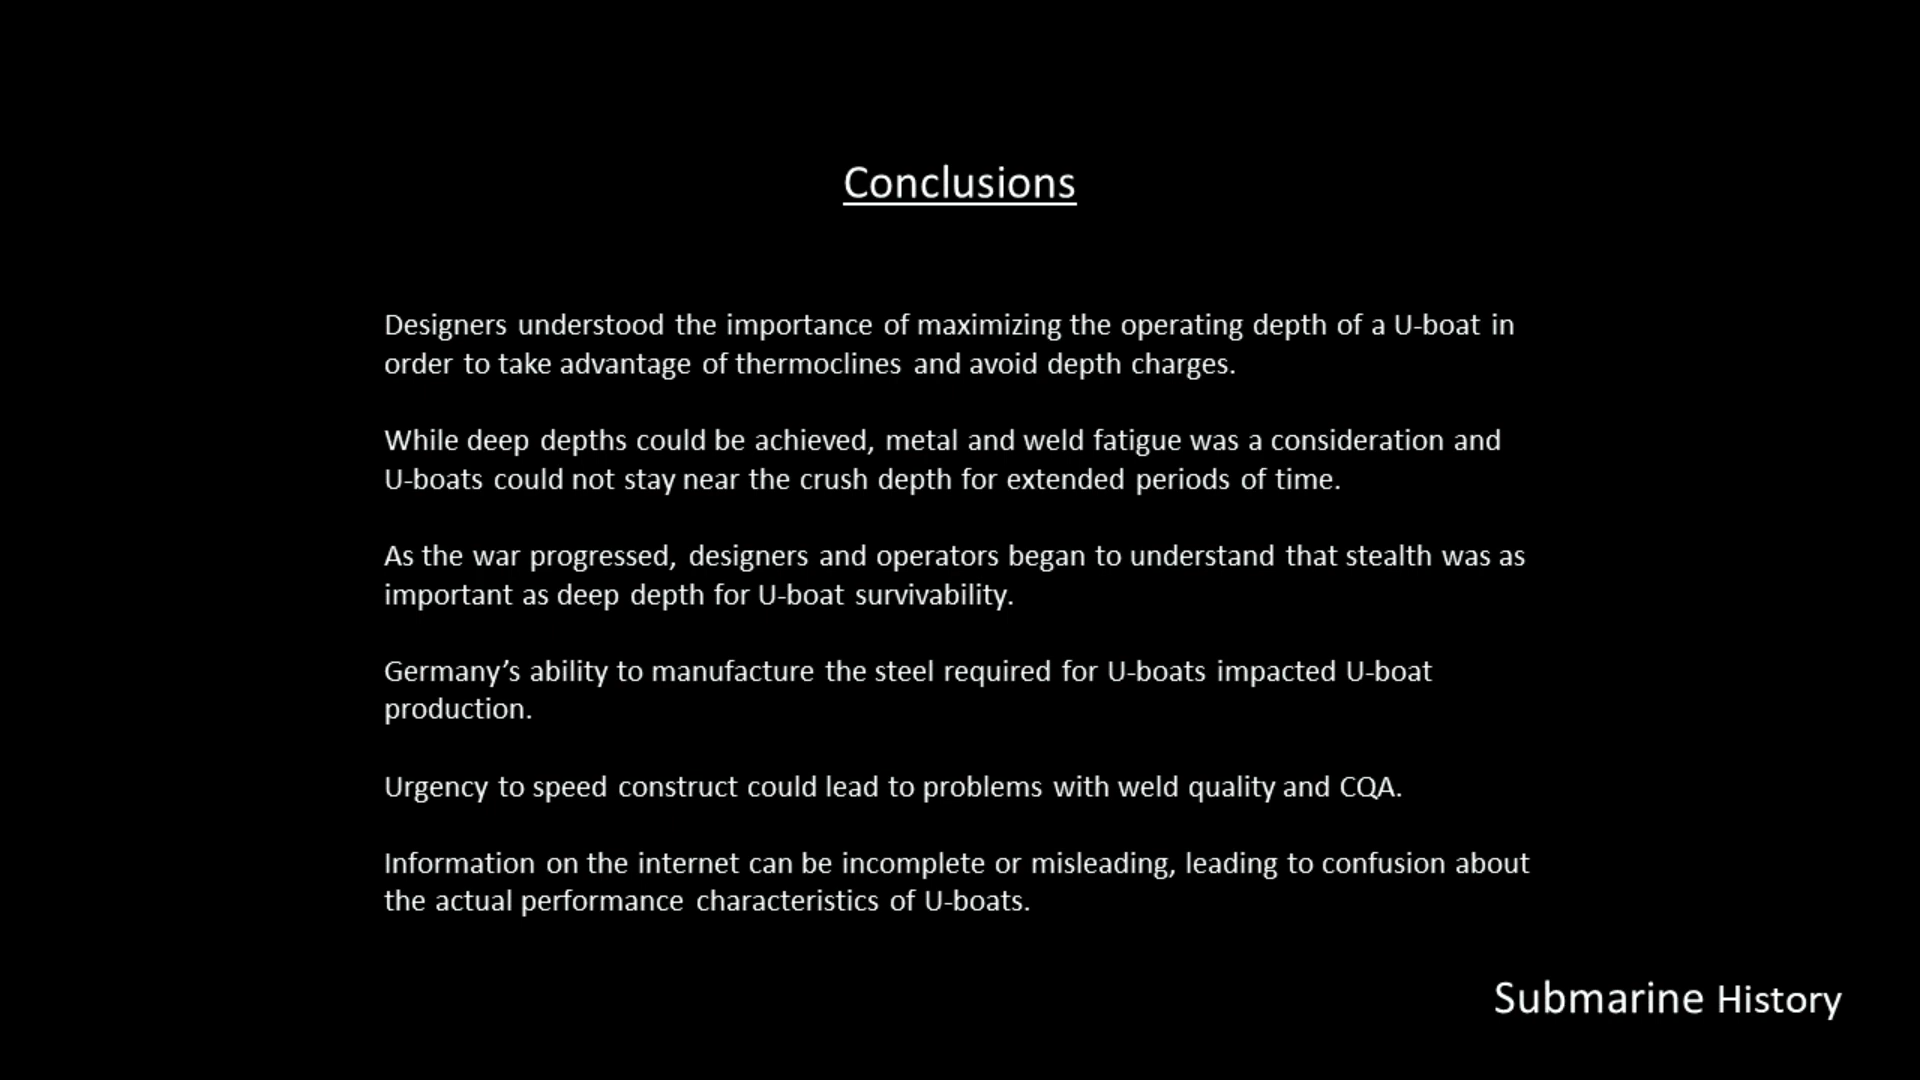 Conclusions
Designers understood the importance of maximizing the operating depth of a U-boat in
order to take advantage of thermoclines and avoid depth charges.
While deep depths could be achieved, metal and weld fatigue was a consideration and
U-boats could not stay near the crush depth for extended periods of time.
As the war progressed, designers and operators began to understand that stealth was as
important as deep depth for U-boat survivability.
Germany’s ability to manufacture the steel required for U-boats impacted U-boat
production.
Urgency to speed construct could lead to problems with weld quality and CQA.
Information on the internet can be incomplete or misleading, leading to confusion about
the actual performance characteristics of U-boats.
Submarine History